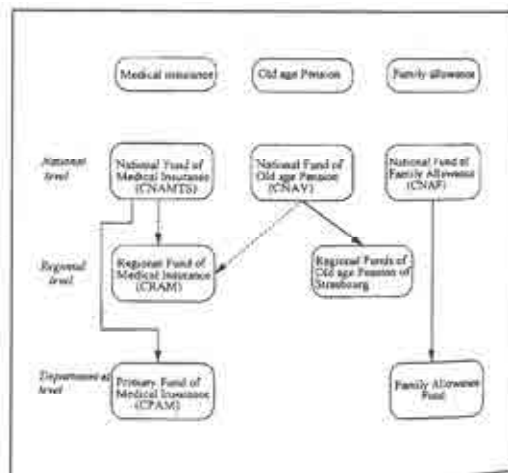 Medical insurance
Old age Pension
Family allowance
National
level
National Fund of
Medical Insurance
(CNAMTS)
National Fund of
Old age Pension
(CNAV)
National Fund of
Family Allowance
(CNAF)
Regional
level
Regional Fund of
Medical Insurance
(CRAM)
Regional Funds of
Old age Pension of
Strasbourg
Departmental
level
Primary Fund of
Medical Insurance
(CPAM)
Family Allowance
Fund